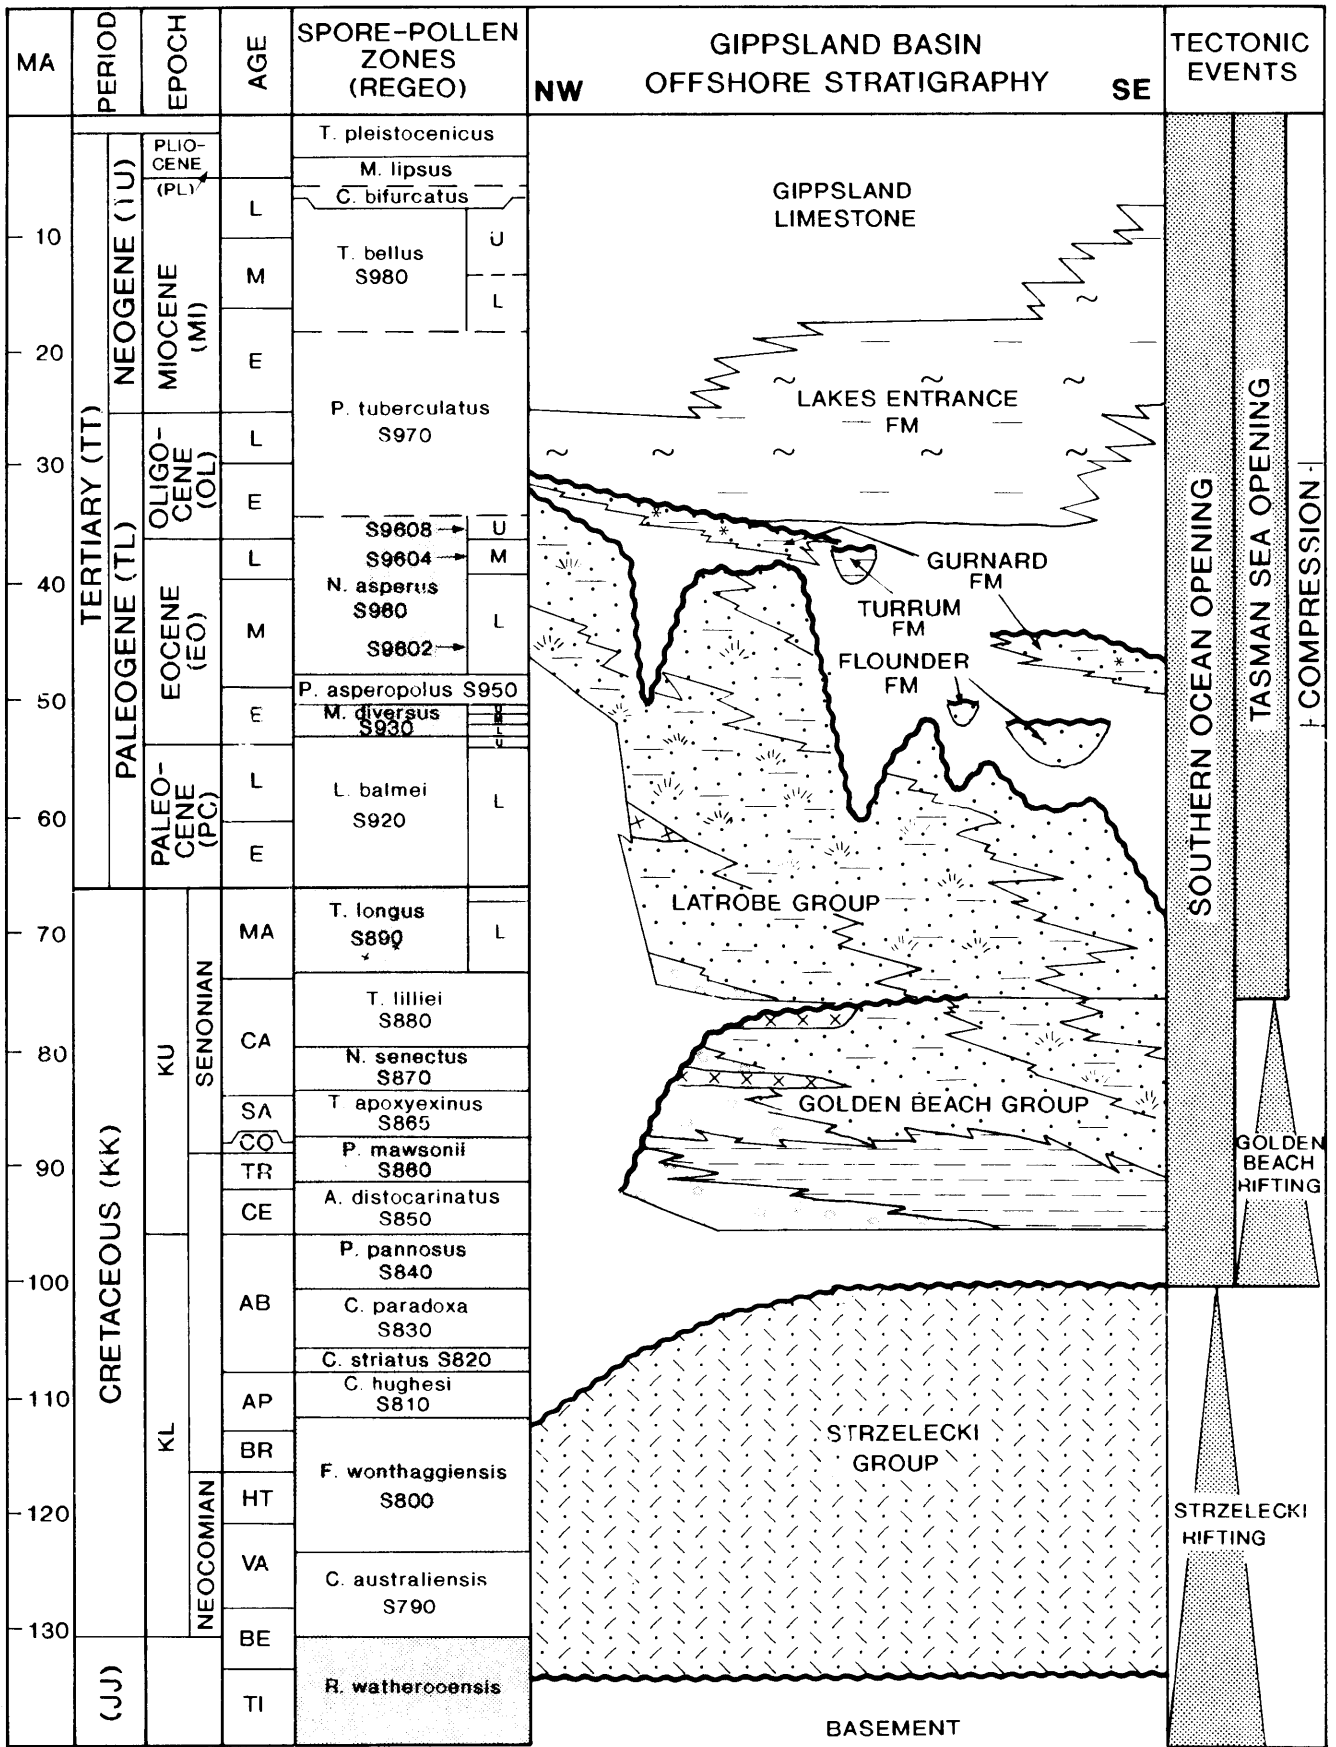 MA
PERIOD
EPOCH
AGE
SPORE-POLLEN
ZONES
(REGEO)
GIPPSLAND BASIN
OFFSHORE STRATIGRAPHY
NW
SE
TECTONIC
EVENTS
10
20
30
40
50
60
70
80
90
100
110
120
130
TERTIARY (TT)
NEOGENE (TU)
PALEOGENE (TL)
CRETACEOUS (KK)
(JJ)
PLIO-
CENE
(PL)
MIOCENE
(MI)
OLIGO-
CENE
(OL)
EOCENE
(EO)
PALEO-
CENE
(PC)
KU
SENONIAN
KL
NEOCOMIAN
L
M
E
L
E
L
M
E
L
E
MA
CA
SA
CO
TR
CE
AB
AP
BR
HT
VA
BE
TI
T. pleistocenicus
M. lipsus
C. bifurcatus
T. bellus
S980
U
L
P. tuberculatus
S970
S9608
U
S9604
M
N. asperus
S960
L
S9602
P. asperopolus S950
M. diversus
S930
U
M
L
U
L. balmei
S920
L
T. longus
S890
L
T. lilliei
S880
N. senectus
S870
T. apoxyexinus
S865
P. mawsonii
S860
A. distocarinatus
S850
P. pannosus
S840
C. paradoxa
S830
C. striatus S820
C. hughesi
S810
F. wonthaggiensis
S800
C. australiensis
S790
R. watherooensis
GIPPSLAND
LIMESTONE
LAKES ENTRANCE
FM
GURNARD
FM
TURRUM
FM
FLOUNDER
FM
LATROBE GROUP
GOLDEN BEACH GROUP
STRZELECKI
GROUP
BASEMENT
SOUTHERN OCEAN OPENING
TASMAN SEA OPENING
COMPRESSION
GOLDEN
BEACH
RIFTING
STRZELECKI
RIFTING